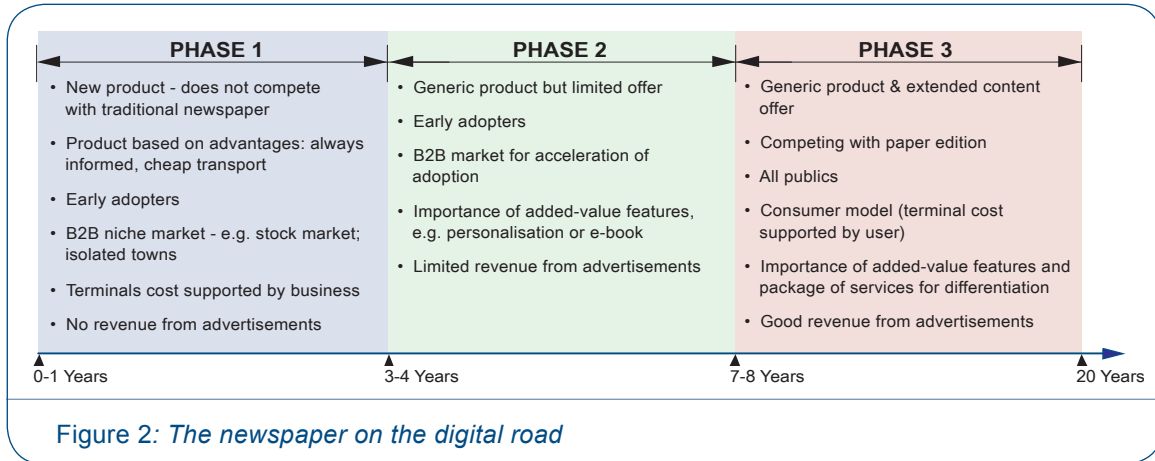 PHASE 1
• New product - does not compete
with traditional newspaper
• Product based on advantages: always
informed, cheap transport
• Early adopters
• B2B niche market - e.g. stock market;
isolated towns
• Terminals cost supported by business
• No revenue from advertisements
PHASE 2
• Generic product but limited offer
• Early adopters
• B2B market for acceleration of
adoption
• Importance of added-value features,
e.g. personalisation or e-book
• Limited revenue from advertisements
PHASE 3
• Generic product & extended content
offer
• Competing with paper edition
• All publics
• Consumer model (terminal cost
supported by user)
• Importance of added-value features and
package of services for differentiation
• Good revenue from advertisements
0-1 Years
3-4 Years
7-8 Years
20 Years
Figure 2: The newspaper on the digital road